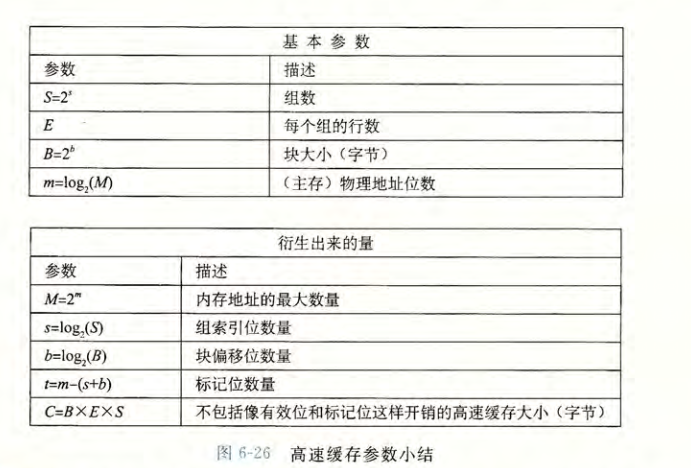 基本参数
参数 描述
S=2^s 组数
E 每个组的行数
B=2^b 块大小（字节）
m=log₂(M) （主存）物理地址位数
衍生出来的量
参数 描述
M=2^m 内存地址的最大数量
s=log₂(S) 组索引位数量
b=log₂(B) 块偏移位数量
t=m-(s+b) 标记位数量
C=B×E×S 不包括像有效位和标记位这样开销的高速缓存大小（字节）
图 6-26 高速缓存参数小结